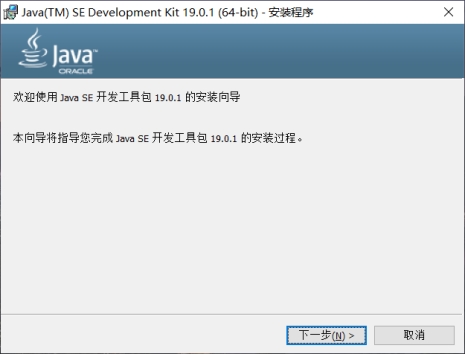 Java(TM) SE Development Kit 19.0.1 (64-bit) - 安装程序
Java™
ORACLE
欢迎使用 Java SE 开发工具包 19.0.1 的安装向导
本向导将指导您完成 Java SE 开发工具包 19.0.1 的安装过程。
下一步(N) >
取消